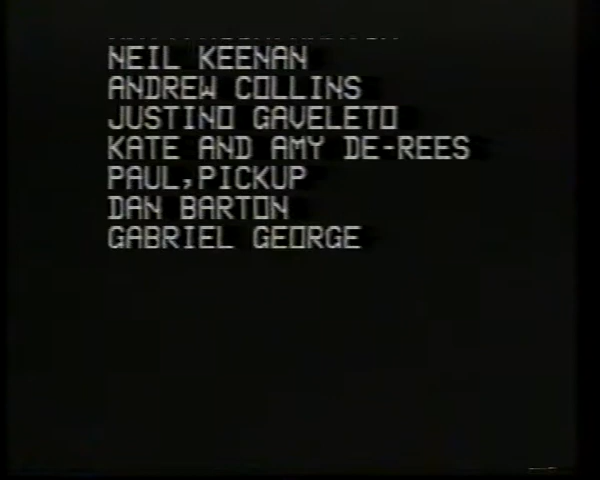 NEIL KEENAN
ANDREW COLLINS
JUSTINO GAVELETO
KATE AND AMY DE-REES
PAUL,PICKUP
DAN BARTON
GABRIEL GEORGE